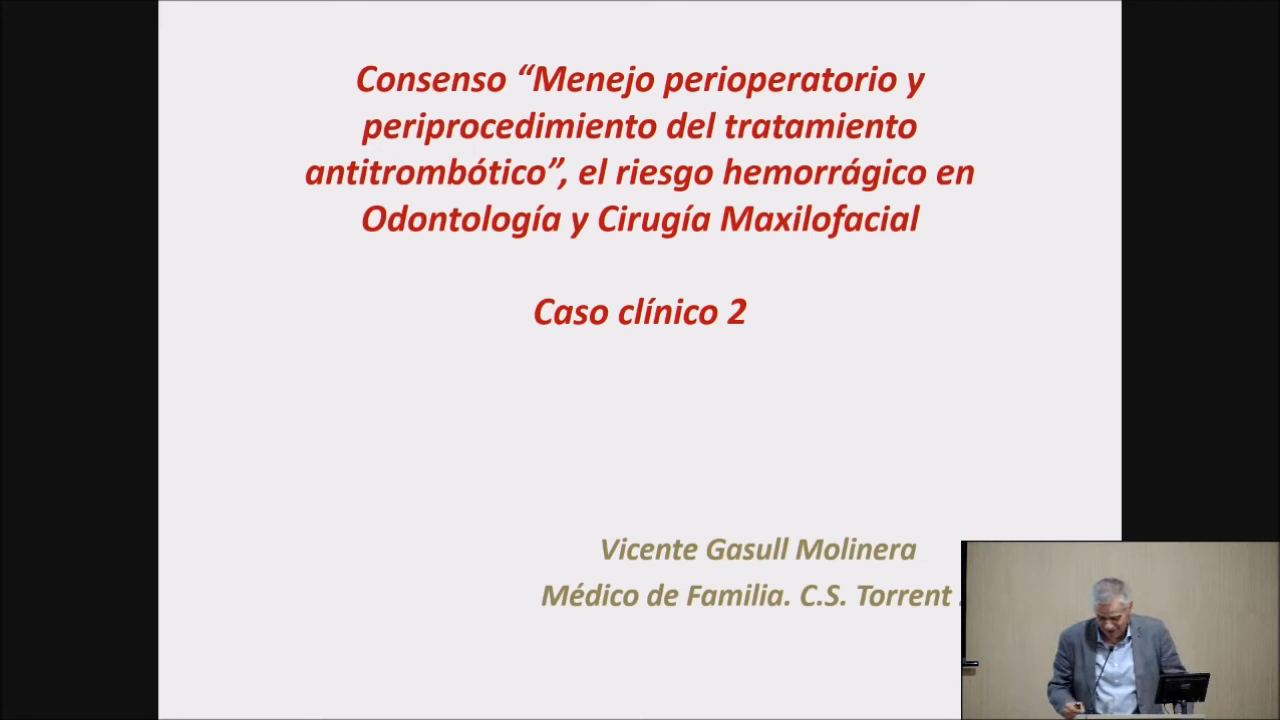 Consenso “Menejo perioperatorio y
periprocedimiento del tratamiento
antitrombótico”, el riesgo hemorrágico en
Odontología y Cirugía Maxilofacial
Caso clínico 2
Vicente Gasull Molinera
Médico de Familia. C.S. Torrent